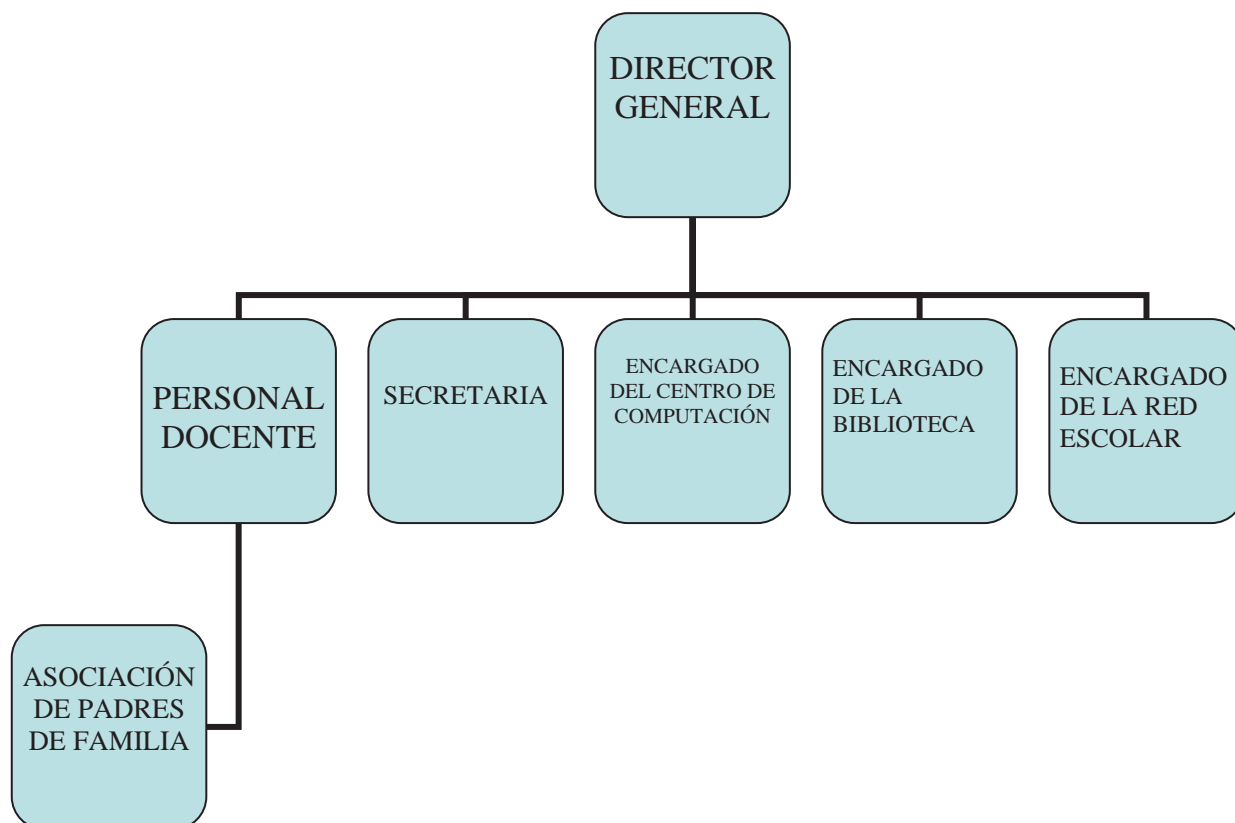 DIRECTOR
GENERAL
PERSONAL
DOCENTE
SECRETARIA
ENCARGADO
DEL CENTRO DE
COMPUTACIÓN
ENCARGADO
DE LA
BIBLIOTECA
ENCARGADO
DE LA RED
ESCOLAR
ASOCIACIÓN
DE PADRES
DE FAMILIA